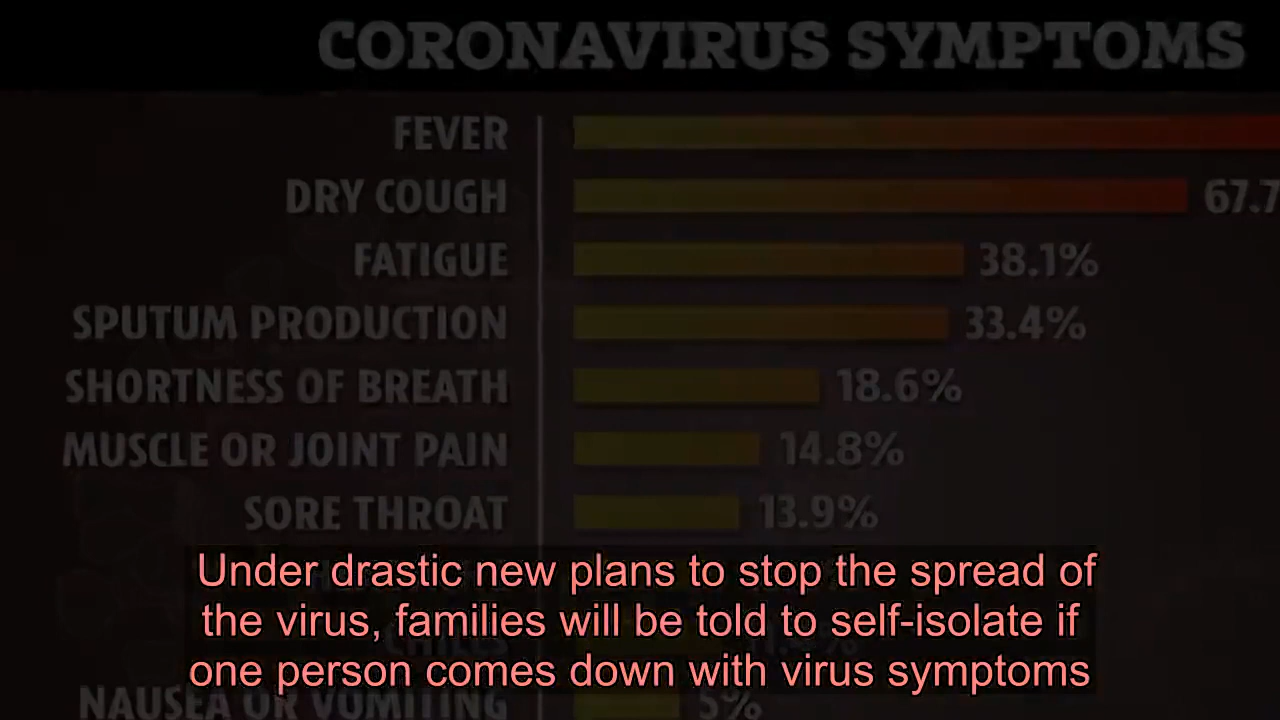 CORONAVIRUS SYMPTOMS
FEVER
DRY COUGH 67.7
FATIGUE 38.1%
SPUTUM PRODUCTION 33.4%
SHORTNESS OF BREATH 18.6%
MUSCLE OR JOINT PAIN 14.8%
SORE THROAT 13.9%
Under drastic new plans to stop the spread of
the virus, families will be told to self-isolate if
one person comes down with virus symptoms
CHILLS
NAUSEA OR VOMITING 5%